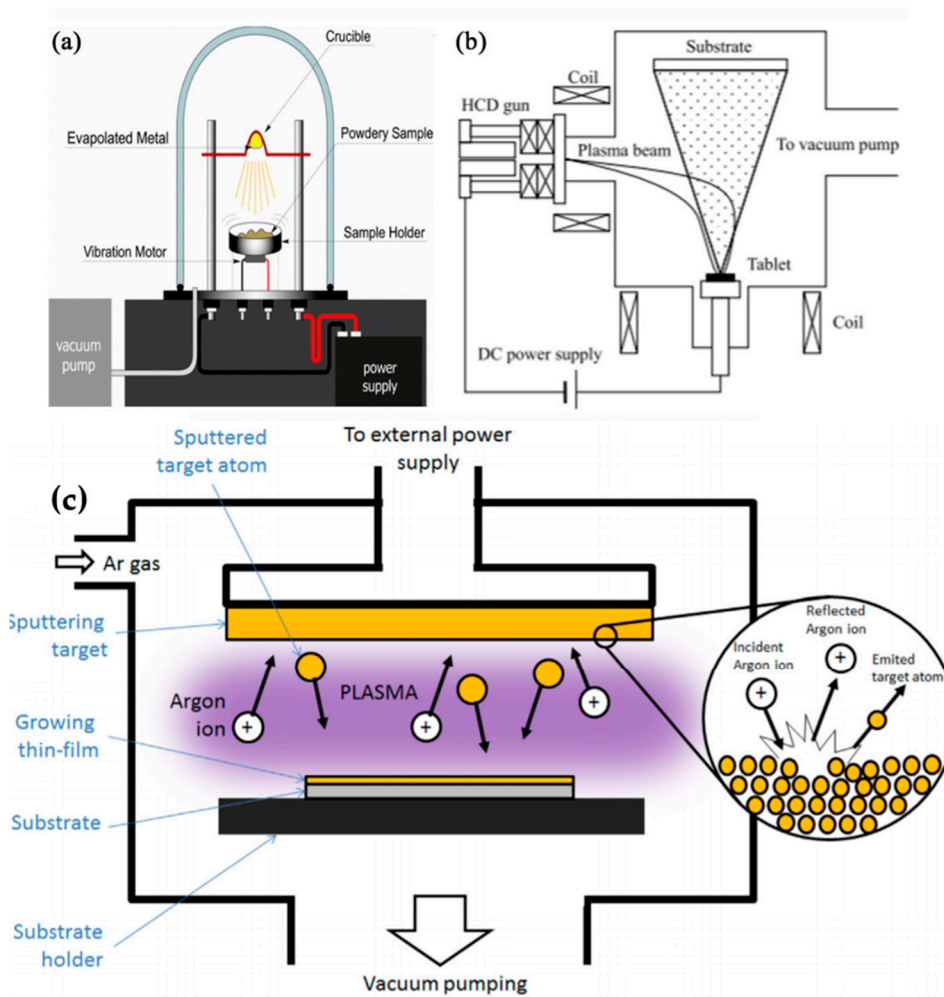 (a)
Crucible
Evapolated Metal
Powdery Sample
Sample Holder
Vibration Motor
vacuum
pump
power
supply
(b)
Substrate
Coil
HCD gun
Plasma beam
To vacuum pump
Tablet
Coil
DC power supply
(c)
Sputtered
target atom
To external power
supply
Ar gas
Sputtering
target
Argon
ion
PLASMA
+
+
+
Growing
thin-film
Substrate
Substrate
holder
Vacuum pumping
Incident
Argon ion
Reflected
Argon ion
Emited
target atom
+
+